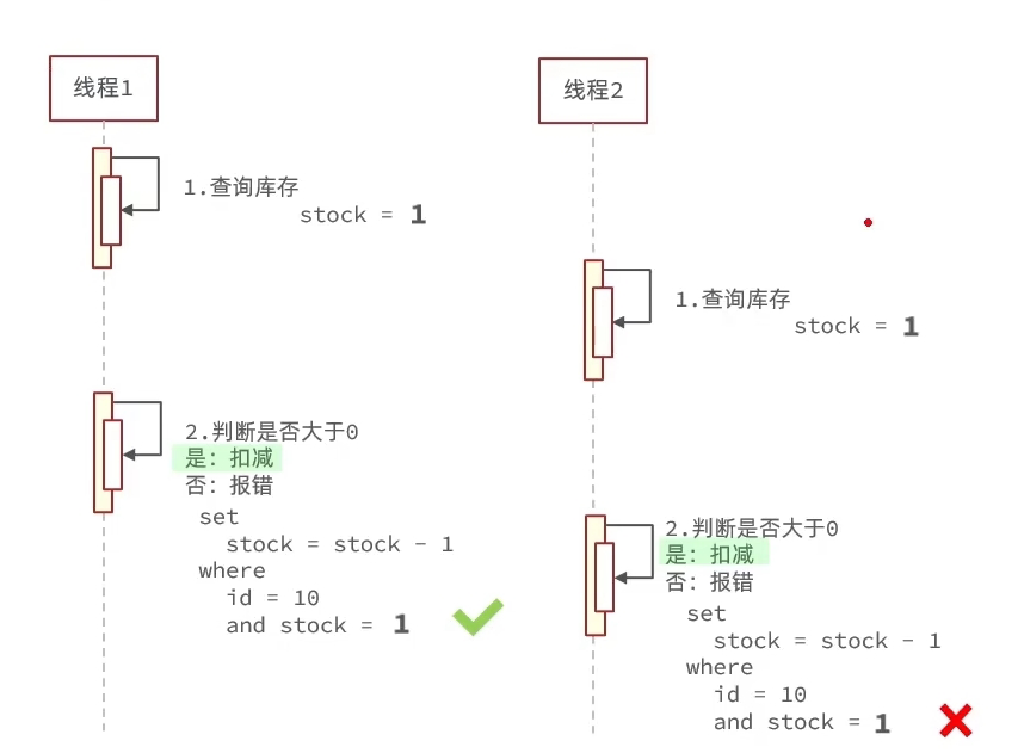 线程1
1.查询库存
stock = 1
2.判断是否大于0
是: 扣减
否: 报错
set
stock = stock - 1
where
id = 10
and stock = 1
线程2
1.查询库存
stock = 1
2.判断是否大于0
是: 扣减
否: 报错
set
stock = stock - 1
where
id = 10
and stock = 1